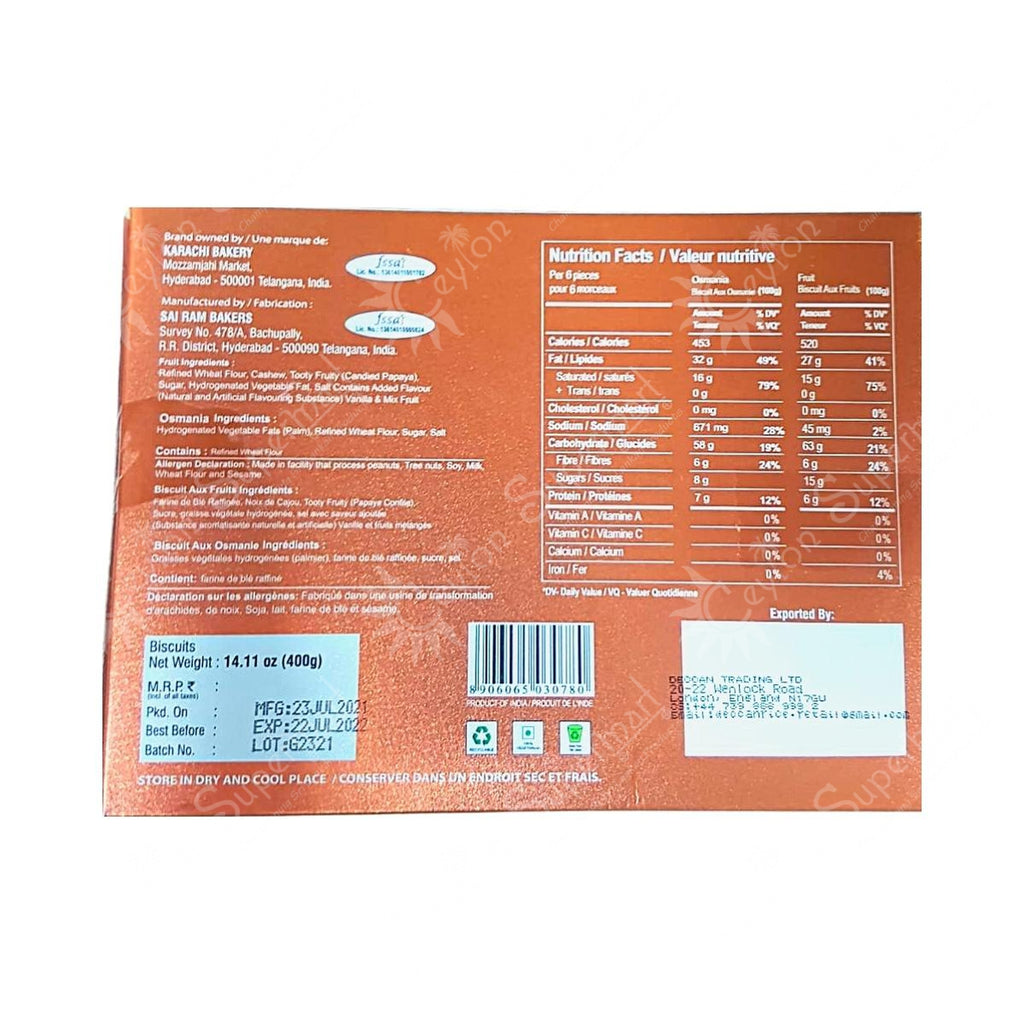 Brand owned by / Une marque de:
KARACHI BAKERY
Mozzamjahi Market,
Hyderabad - 500001 Telangana, India.
fssai
Lic. No.: 13614011001702
Manufactured by / Fabrication :
SAI RAM BAKERS
Survey No. 478/A, Bachupally,
R.R. District, Hyderabad - 500090 Telangana, India.
fssai
Fruit Ingredients :
Refined Wheat Flour, Cashew, Tooty Fruity (Candied Papaya),
Sugar, Hydrogenated Vegetable Fat, Salt Contains Added Flavour
(Natural and Artificial Flavouring Substance) Vanilla & Mix Fruit
Osmania Ingredients :
Hydrogenated Vegetable Fats (Palm), Refined Wheat Flour, Sugar, Salt
Contains : Refined Wheat Flour
Allergen Declaration : Made in facility that process peanuts, Tree nuts, Soy, Milk,
Wheat Flour and Sesame.
Biscuit Aux Fruits Ingrédients :
Farine de Blé Raffinée, Noix de Cajou, Tooty Fruity (Papaye Confite),
Sucre, graisse végétale hydrogénée, sel avec saveur ajoutée
(Substance aromatisante naturelle et artificielle) Vanille et fruits mélangés
Biscuit Aux Osmanie Ingrédients :
Graisses végétales hydrogénées (palmier), farine de blé raffinée, sucre, sel
Contient: farine de blé raffiné
Déclaration sur les allergènes: Fabriqué dans une usine de transformation
d'arachides, de noix, Soja, lait, farine de blé et sésame.
Biscuits
Net Weight : 14.11 oz (400g)
M.R.P. ₹ :
(incl. of all taxes)
Pkd. On : MFG:23JUL2021
Best Before : EXP:22JUL2022
Batch No. : LOT:G2321
STORE IN DRY AND COOL PLACE / CONSERVER DANS UN ENDROIT SEC ET FRAIS.
8906065030780
PRODUCT OF INDIA / PRODUIT DE L'INDE
Nutrition Facts / Valeur nutritive
Per 6 pieces
pour 6 morceaux
Osmania
Biscuit Aux Osmanie (100g)
Fruit
Biscuit Aux Fruits (100g)
Amount % DV* Amount % DV*
Teneur % VQ* Teneur % VQ*
Calories / Calories 453 520
Fat / Lipides 32 g 49% 27 g 41%
Saturated / saturés 16 g 79% 15 g 75%
+ Trans / trans 0 g 0 g
Cholesterol / Cholestérol 0 mg 0% 0 mg 0%
Sodium / Sodium 671 mg 28% 45 mg 2%
Carbohydrate / Glucides 58 g 19% 63 g 21%
Fibre / Fibres 6 g 24% 6 g 24%
Sugars / Sucres 8 g 15 g
Protein / Protéines 7 g 12% 6 g 12%
Vitamin A / Vitamine A 0% 0%
Vitamin C / Vitamine C 0% 0%
Calcium / Calcium 0% 0%
Iron / Fer 0% 4%
*DV- Daily Value / VQ - Valuer Quotidienne
Exported By:
DECCAN TRADING LTD
20-22 Wenlock Road
London, England N17GU
Ceylon
Supermarket